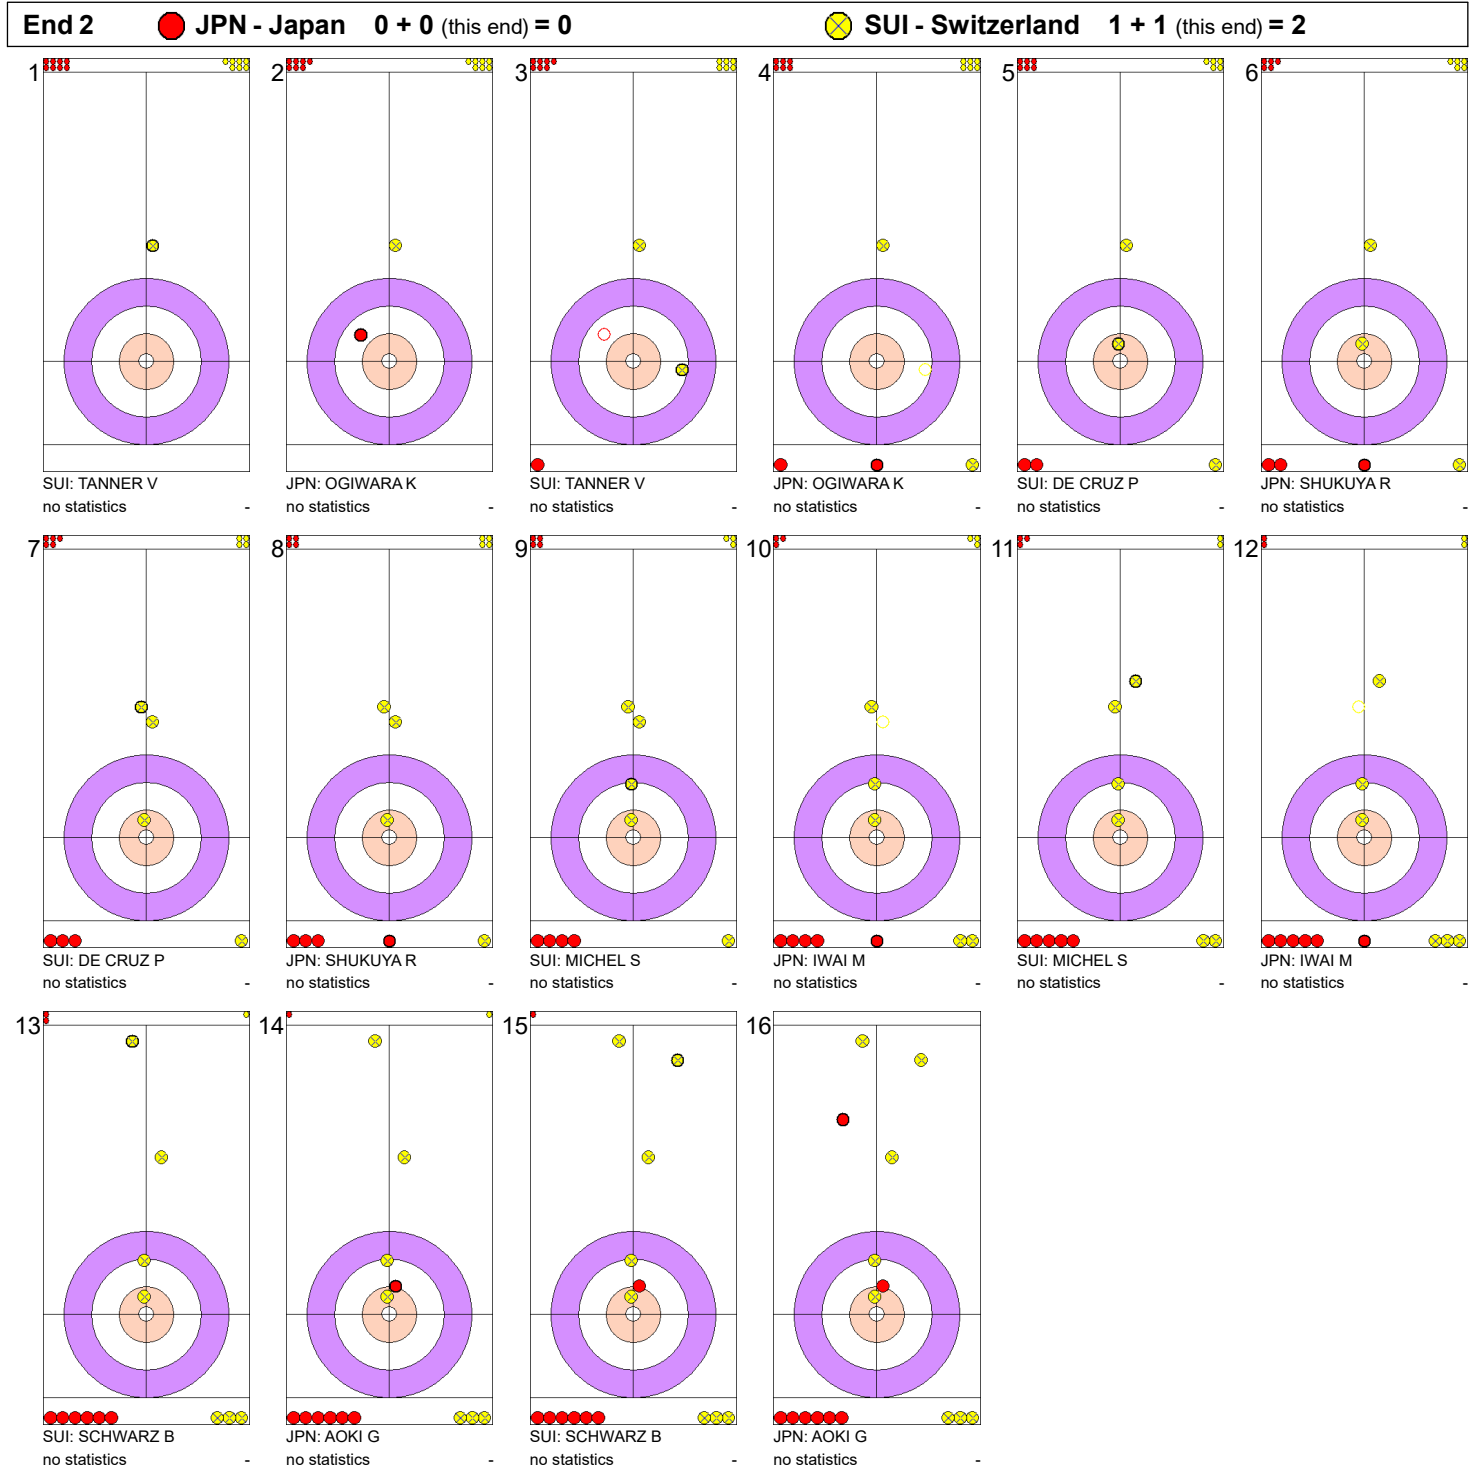 End 2 JPN - Japan 0 + 0 (this end) = 0 SUI - Switzerland 1 + 1 (this end) = 2
1 2 3 4 5 6
SUI: TANNER V JPN: OGIWARA K SUI: TANNER V JPN: OGIWARA K SUI: DE CRUZ P JPN: SHUKUYA R
no statistics - no statistics - no statistics - no statistics - no statistics - no statistics -
7 8 9 10 11 12
SUI: DE CRUZ P JPN: SHUKUYA R SUI: MICHEL S JPN: IWAI M SUI: MICHEL S JPN: IWAI M
no statistics - no statistics - no statistics - no statistics - no statistics - no statistics -
13 14 15 16
SUI: SCHWARZ B JPN: AOKI G SUI: SCHWARZ B JPN: AOKI G
no statistics - no statistics - no statistics - no statistics -